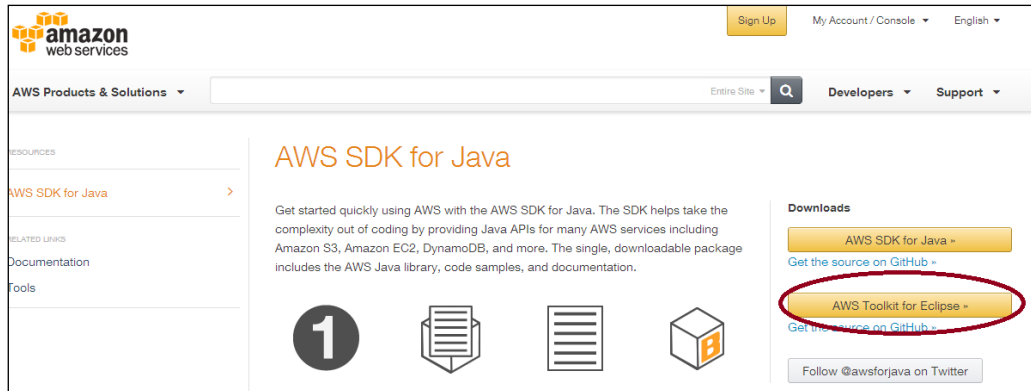 amazon
web services
Sign Up
My Account / Console
English
AWS Products & Solutions
Entire Site
Developers
Support
RESOURCES
AWS SDK for Java
RELATED LINKS
Documentation
Tools
AWS SDK for Java
Get started quickly using AWS with the AWS SDK for Java. The SDK helps take the
complexity out of coding by providing Java APIs for many AWS services including
Amazon S3, Amazon EC2, DynamoDB, and more. The single, downloadable package
includes the AWS Java library, code samples, and documentation.
1
B
Downloads
AWS SDK for Java »
Get the source on GitHub »
AWS Toolkit for Eclipse »
Get the source on GitHub »
Follow @awsforjava on Twitter